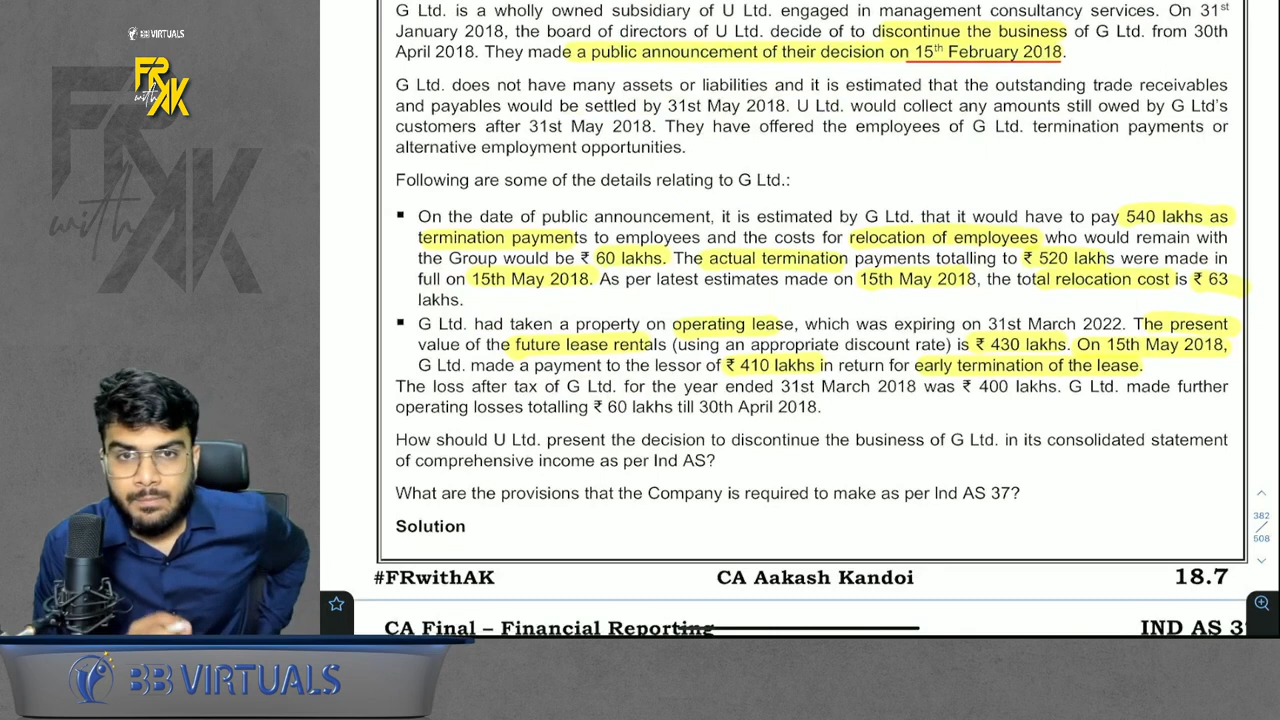 BB VIRTUALS
FR
with
AK
FR
with
AK
G Ltd. is a wholly owned subsidiary of U Ltd. engaged in management consultancy services. On 31st
January 2018, the board of directors of U Ltd. decide of to discontinue the business of G Ltd. from 30th
April 2018. They made a public announcement of their decision on 15th February 2018.
G Ltd. does not have many assets or liabilities and it is estimated that the outstanding trade receivables
and payables would be settled by 31st May 2018. U Ltd. would collect any amounts still owed by G Ltd's
customers after 31st May 2018. They have offered the employees of G Ltd. termination payments or
alternative employment opportunities.
Following are some of the details relating to G Ltd.:
▪ On the date of public announcement, it is estimated by G Ltd. that it would have to pay 540 lakhs as
termination payments to employees and the costs for relocation of employees who would remain with
the Group would be ₹ 60 lakhs. The actual termination payments totalling to ₹ 520 lakhs were made in
full on 15th May 2018. As per latest estimates made on 15th May 2018, the total relocation cost is ₹ 63
lakhs.
▪ G Ltd. had taken a property on operating lease, which was expiring on 31st March 2022. The present
value of the future lease rentals (using an appropriate discount rate) is ₹ 430 lakhs. On 15th May 2018,
G Ltd. made a payment to the lessor of ₹ 410 lakhs in return for early termination of the lease.
The loss after tax of G Ltd. for the year ended 31st March 2018 was ₹ 400 lakhs. G Ltd. made further
operating losses totalling ₹ 60 lakhs till 30th April 2018.
How should U Ltd. present the decision to discontinue the business of G Ltd. in its consolidated statement
of comprehensive income as per Ind AS?
What are the provisions that the Company is required to make as per Ind AS 37?
Solution
#FRwithAK CA Aakash Kandoi 18.7
CA Final – Financial Reporting IND AS 3
382
/
508
BB VIRTUALS